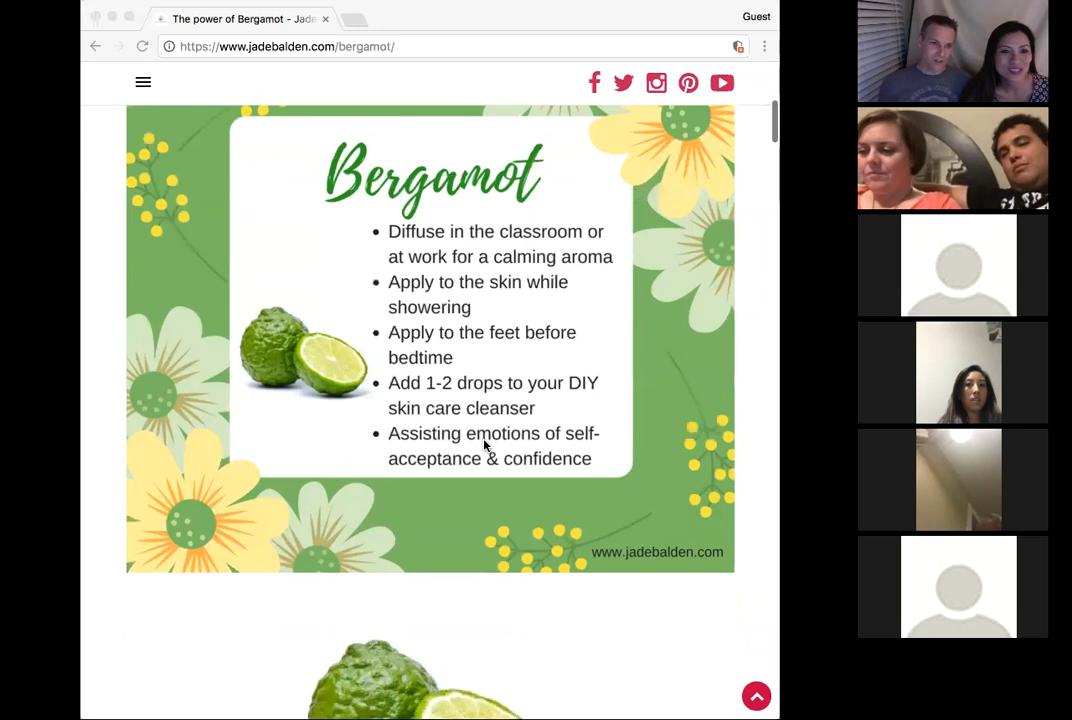 The power of Bergamot - Jade
Guest
https://www.jadebalden.com/bergamot/
Bergamot
• Diffuse in the classroom or
at work for a calming aroma
• Apply to the skin while
showering
• Apply to the feet before
bedtime
• Add 1-2 drops to your DIY
skin care cleanser
• Assisting emotions of self-
acceptance & confidence
www.jadebalden.com